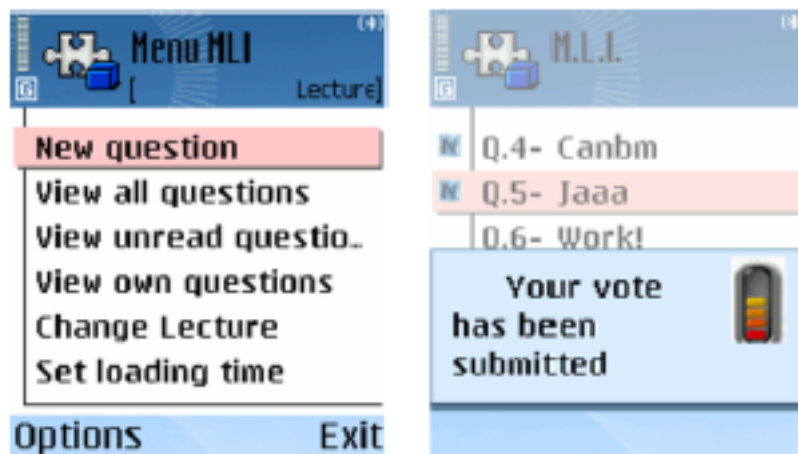 Menu MLI
[ Lecture]
G
New question
View all questions
View unread questio..
View own questions
Change Lecture
Set loading time
Options Exit
M.L.I.
G
N Q.4- Canbm
N Q.5- Jaaa
Q.6- Work!
Your vote
has been
submitted